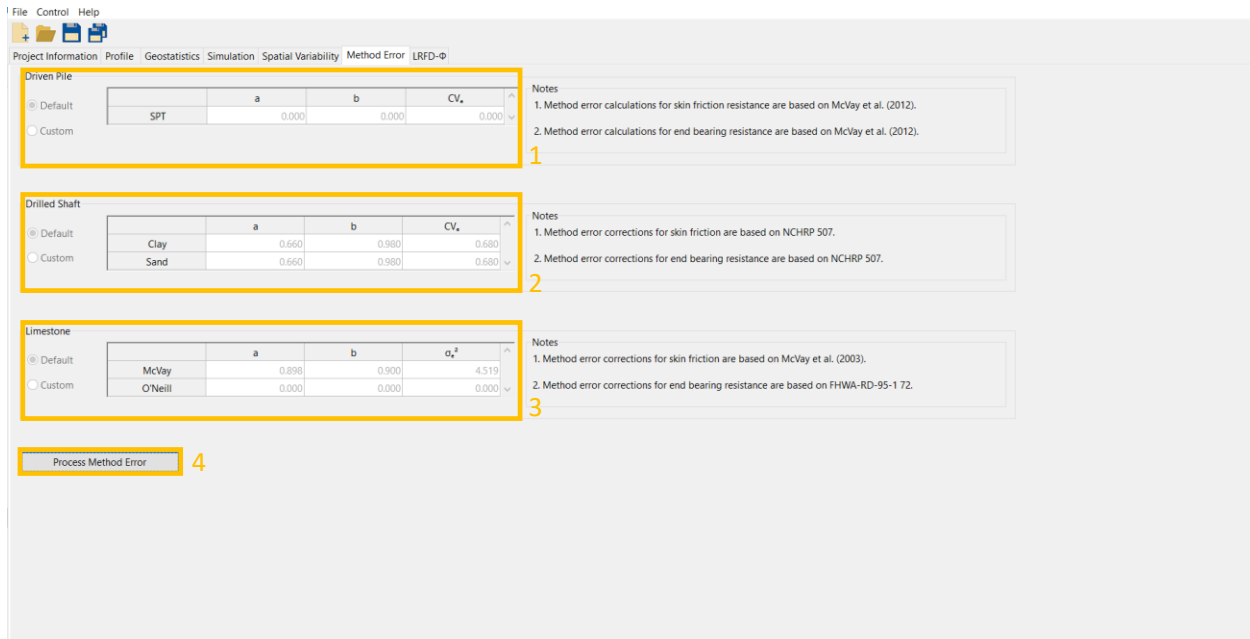 File Control Help
Project Information Profile Geostatistics Simulation Spatial Variability Method Error LRFD-Φ
Driven Pile
Default
Custom
a b CVₑ
SPT 0.000 0.000 0.000
1
Notes
1. Method error calculations for skin friction resistance are based on McVay et al. (2012).
2. Method error calculations for end bearing resistance are based on McVay et al. (2012).
Drilled Shaft
Default
Custom
a b CVₑ
Clay 0.660 0.980 0.680
Sand 0.660 0.980 0.680
2
Notes
1. Method error corrections for skin friction are based on NCHRP 507.
2. Method error corrections for end bearing resistance are based on NCHRP 507.
Limestone
Default
Custom
a b σₑ²
McVay 0.898 0.900 4.519
O'Neill 0.000 0.000 0.000
3
Notes
1. Method error corrections for skin friction are based on McVay et al. (2003).
2. Method error corrections for end bearing resistance are based on FHWA-RD-95-1 72.
Process Method Error
4